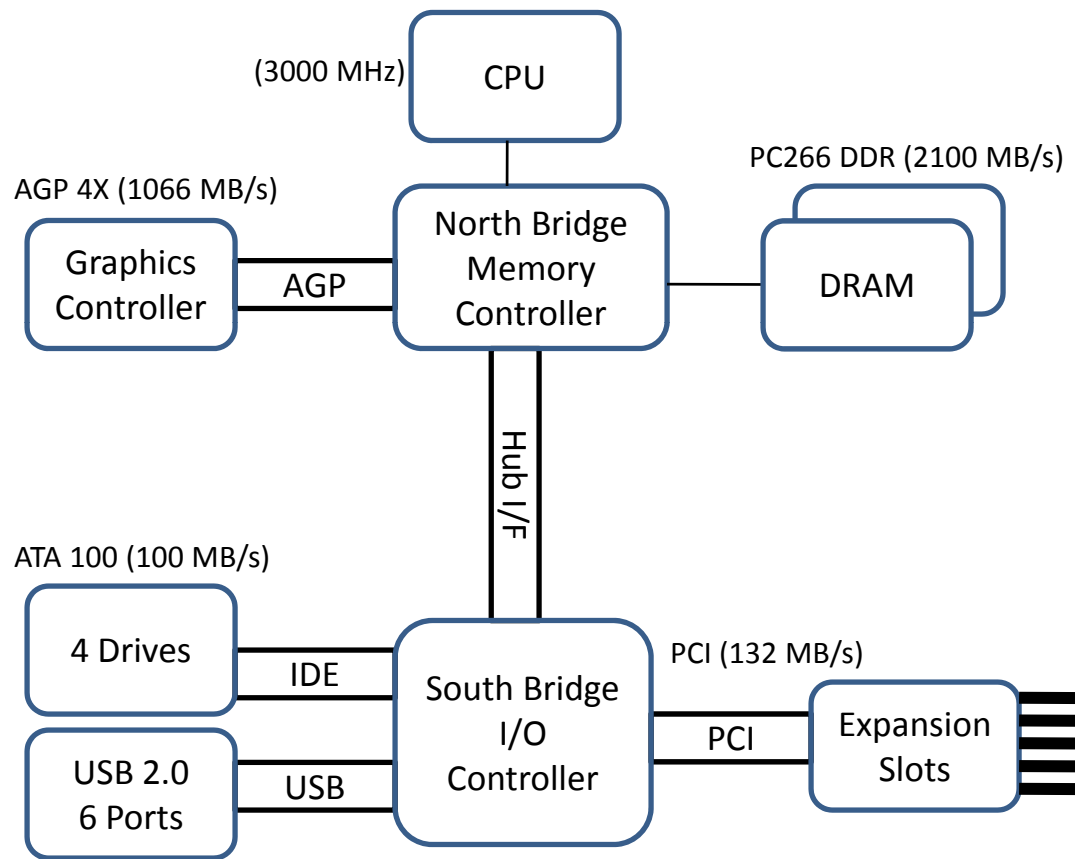 (3000 MHz)
CPU
PC266 DDR (2100 MB/s)
AGP 4X (1066 MB/s)
Graphics
Controller
AGP
North Bridge
Memory
Controller
DRAM
Hub I/F
ATA 100 (100 MB/s)
4 Drives
IDE
USB 2.0
6 Ports
USB
South Bridge
I/O
Controller
PCI (132 MB/s)
PCI
Expansion
Slots